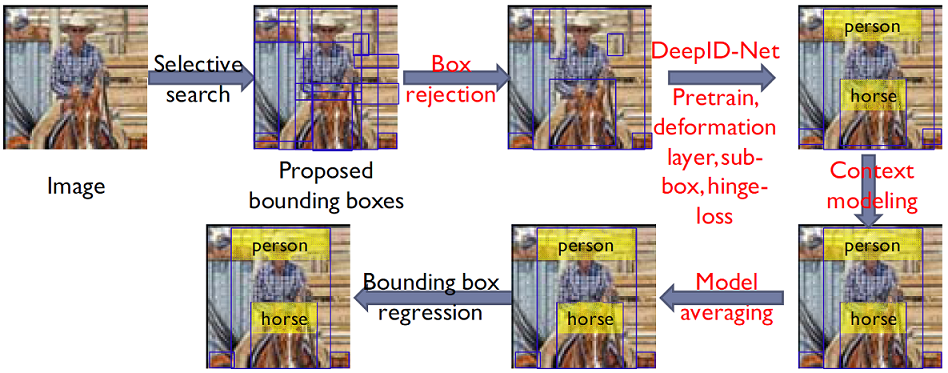 Image
Selective
search
Proposed
bounding boxes
Box
rejection
DeepID-Net
Pretrain,
deformation
layer, sub-
box, hinge-
loss
person
horse
Context
modeling
person
horse
Model
averaging
person
horse
Bounding box
regression
person
horse